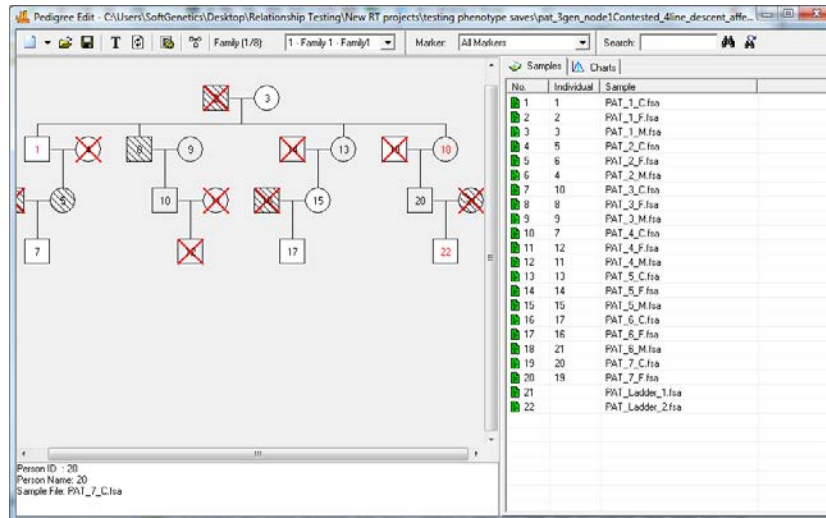 Pedigree Edit - C:\Users\SoftGenetics\Desktop\Relationship Testing\New RT projects\testing phenotype saves\pat_3gen_node1Contested_4line_descent_affe...
Family (1/8): 1 - Family 1 - Family1 Marker: All Markers Search:
Samples Charts
No. Individual Sample
1 1 PAT_1_C.fsa
2 2 PAT_1_F.fsa
3 3 PAT_1_M.fsa
4 5 PAT_2_C.fsa
5 6 PAT_2_F.fsa
6 4 PAT_2_M.fsa
7 10 PAT_3_C.fsa
8 8 PAT_3_F.fsa
9 9 PAT_3_M.fsa
10 7 PAT_4_C.fsa
11 12 PAT_4_F.fsa
12 11 PAT_4_M.fsa
13 13 PAT_5_C.fsa
14 14 PAT_5_F.fsa
15 15 PAT_5_M.fsa
16 17 PAT_6_C.fsa
17 16 PAT_6_F.fsa
18 21 PAT_6_M.fsa
19 20 PAT_7_C.fsa
20 19 PAT_7_F.fsa
21 PAT_Ladder_1.fsa
22 PAT_Ladder_2.fsa
3
1 8 9 13 18
5 10 15 20
7 17 22
Person ID : 20
Person Name: 20
Sample File: PAT_7_C.fsa